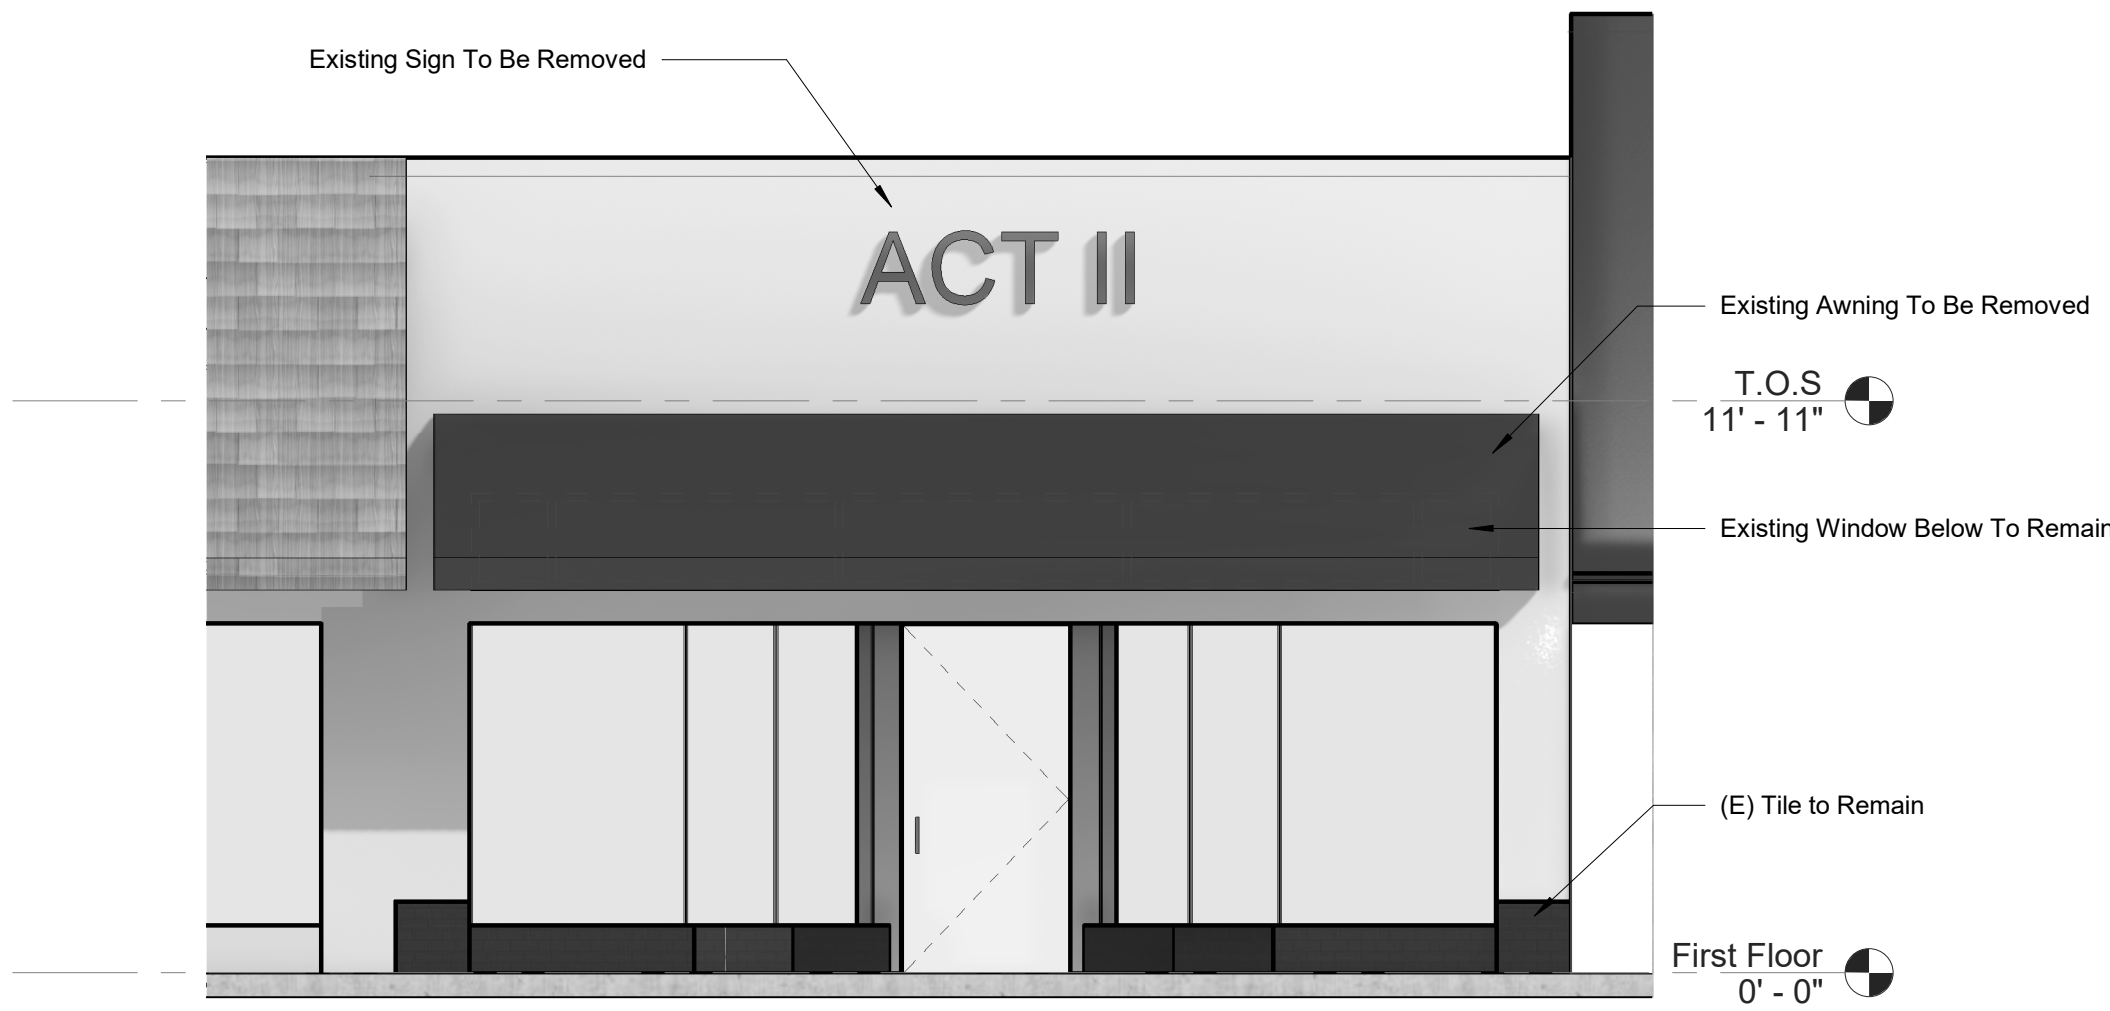 Existing Sign To Be Removed
ACT II
Existing Awning To Be Removed
T.O.S
11' - 11"
Existing Window Below To Remain
(E) Tile to Remain
First Floor
0' - 0"